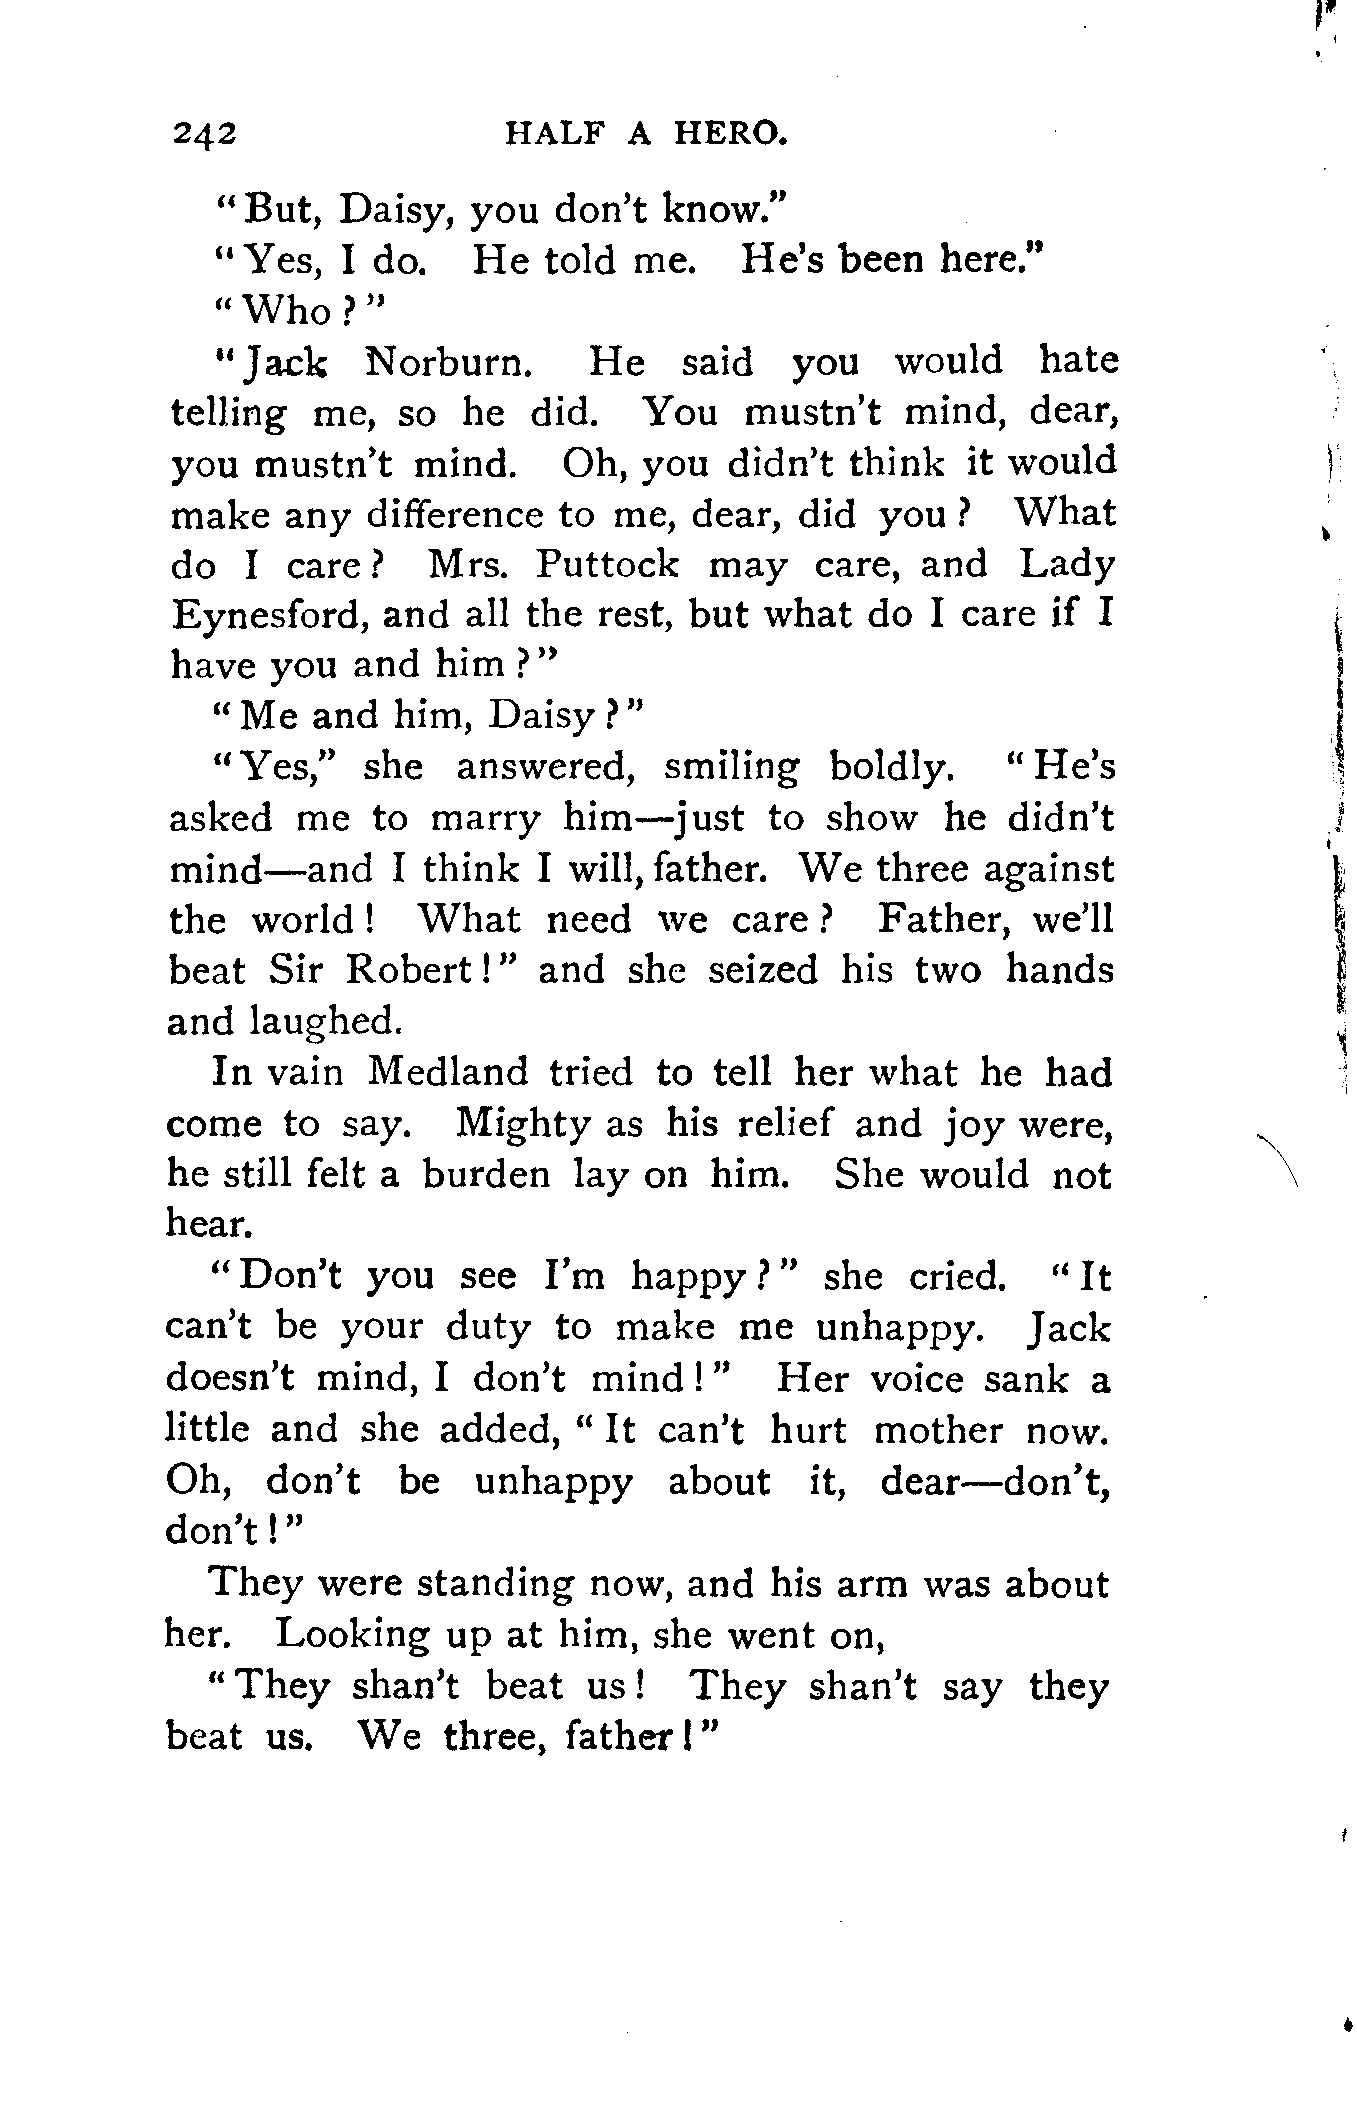 242 HALF A HERO.
"But, Daisy, you don't know."
"Yes, I do. He told me. He's been here."
"Who?"
"Jack Norburn. He said you would hate
telling me, so he did. You mustn't mind, dear,
you mustn't mind. Oh, you didn't think it would
make any difference to me, dear, did you? What
do I care? Mrs. Puttock may care, and Lady
Eynesford, and all the rest, but what do I care if I
have you and him?"
"Me and him, Daisy?"
"Yes," she answered, smiling boldly. "He's
asked me to marry him—just to show he didn't
mind—and I think I will, father. We three against
the world! What need we care? Father, we'll
beat Sir Robert!" and she seized his two hands
and laughed.
In vain Medland tried to tell her what he had
come to say. Mighty as his relief and joy were,
he still felt a burden lay on him. She would not
hear.
"Don't you see I'm happy?" she cried. "It
can't be your duty to make me unhappy. Jack
doesn't mind, I don't mind!" Her voice sank a
little and she added, "It can't hurt mother now.
Oh, don't be unhappy about it, dear—don't,
don't!"
They were standing now, and his arm was about
her. Looking up at him, she went on,
"They shan't beat us! They shan't say they
beat us. We three, father!"